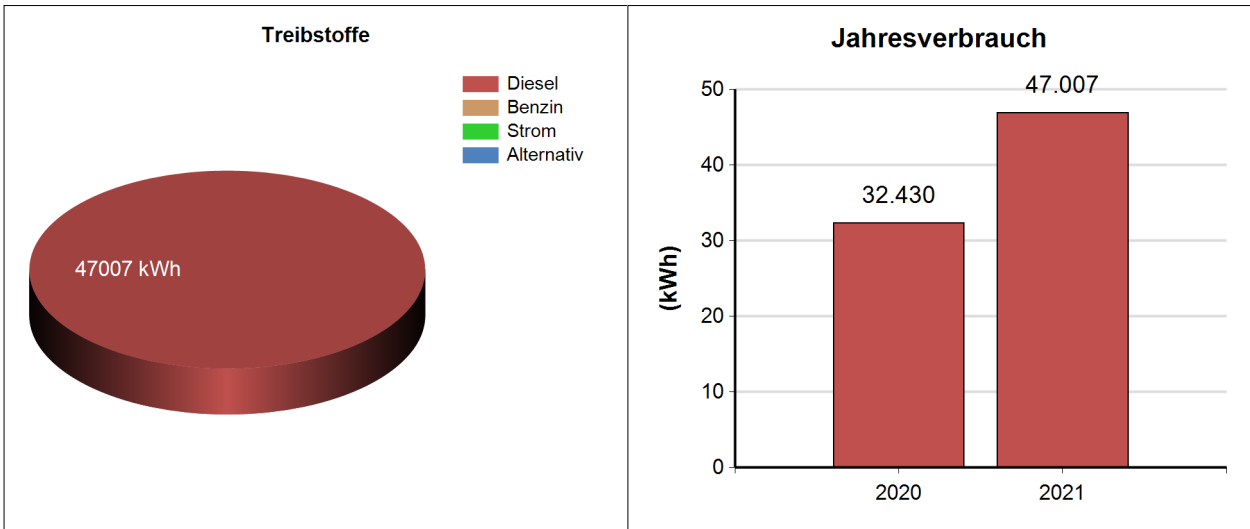 Treibstoffe
Diesel
Benzin
Strom
Alternativ
47007 kWh
Jahresverbrauch
(kWh)
50
40
30
20
10
0
32.430
47.007
2020
2021